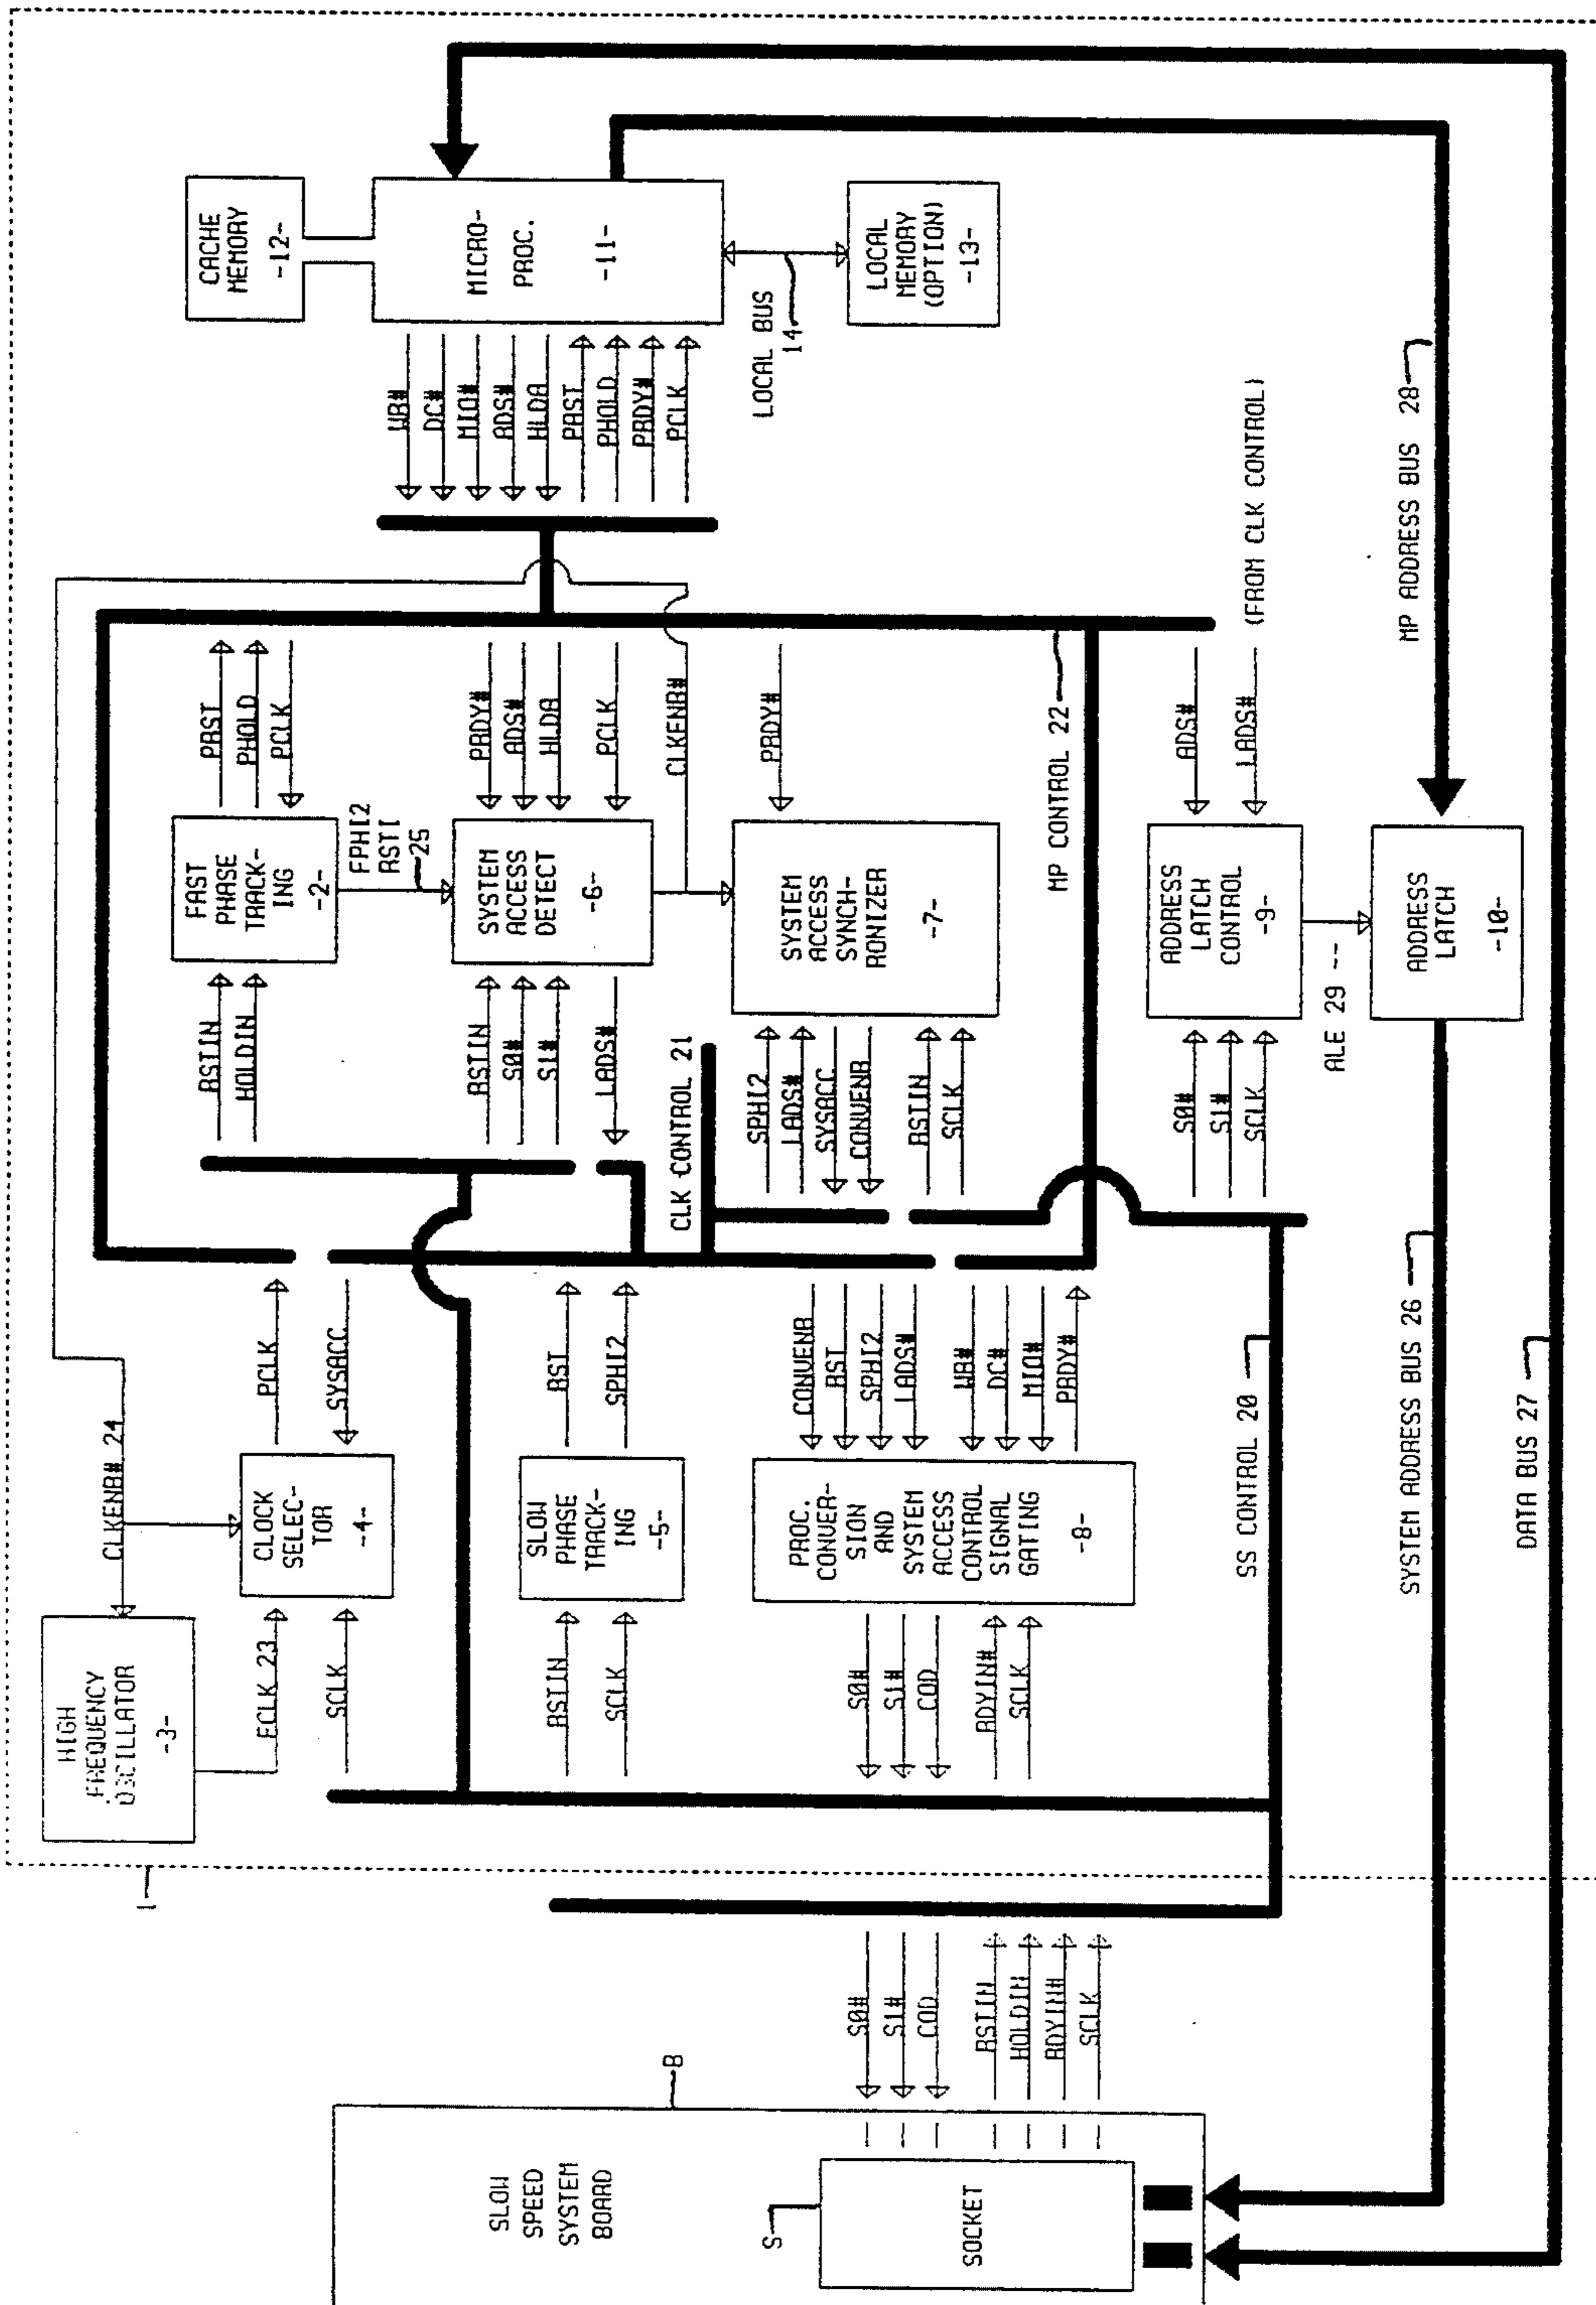 SLOW
SPEED
SYSTEM
BOARD
B
S
SOCKET
S0#
S1#
COD
RSTIN
HOLDIN
RDYIN#
SCLK
1
HIGH
FREQUENCY
OSCILLATOR
-3-
CLKENB# 24
FCLK 23
SCLK
CLOCK
SELEC-
TOR
-4-
PCLK
SYSACC
RSTIN
SCLK
SLOW
PHASE
TRACK-
ING
-5-
RST
SPHI2
S0#
S1#
COD
RDYIN#
SCLK
PROC.
CONVER-
SION
AND
SYSTEM
ACCESS
CONTROL
SIGNAL
GATING
-8-
CONVENB
RST
SPHI2
LADS#
WR#
DC#
MIO#
PRDY#
SS CONTROL 20
RSTIN
HOLDIN
FAST
PHASE
TRACK-
ING
-2-
PRST
PHOLD
PCLK
FPHI2
RSTI
25
RSTIN
S0#
S1#
LADS#
SYSTEM
ACCESS
DETECT
-6-
PRDY#
ADS#
HLDA
PCLK
CLKENB#
CLK CONTROL 21
SPHI2
LADS#
SYSACC
CONVENB
RSTIN
SCLK
SYSTEM
ACCESS
SYNCH-
RONIZER
-7-
PRDY#
MP CONTROL 22
S0#
S1#
SCLK
ADDRESS
LATCH
CONTROL
-9-
ADS#
LADS#
(FROM CLK CONTROL)
ALE 29 --
ADDRESS
LATCH
-10-
CACHE
MEMORY
-12-
MICRO-
PROC.
-11-
WR#
DC#
MIO#
ADS#
HLDA
PRST
PHOLD
PRDY#
PCLK
LOCAL BUS
14
LOCAL
MEMORY
(OPTION)
-13-
MP ADDRESS BUS 28
SYSTEM ADDRESS BUS 26
DATA BUS 27